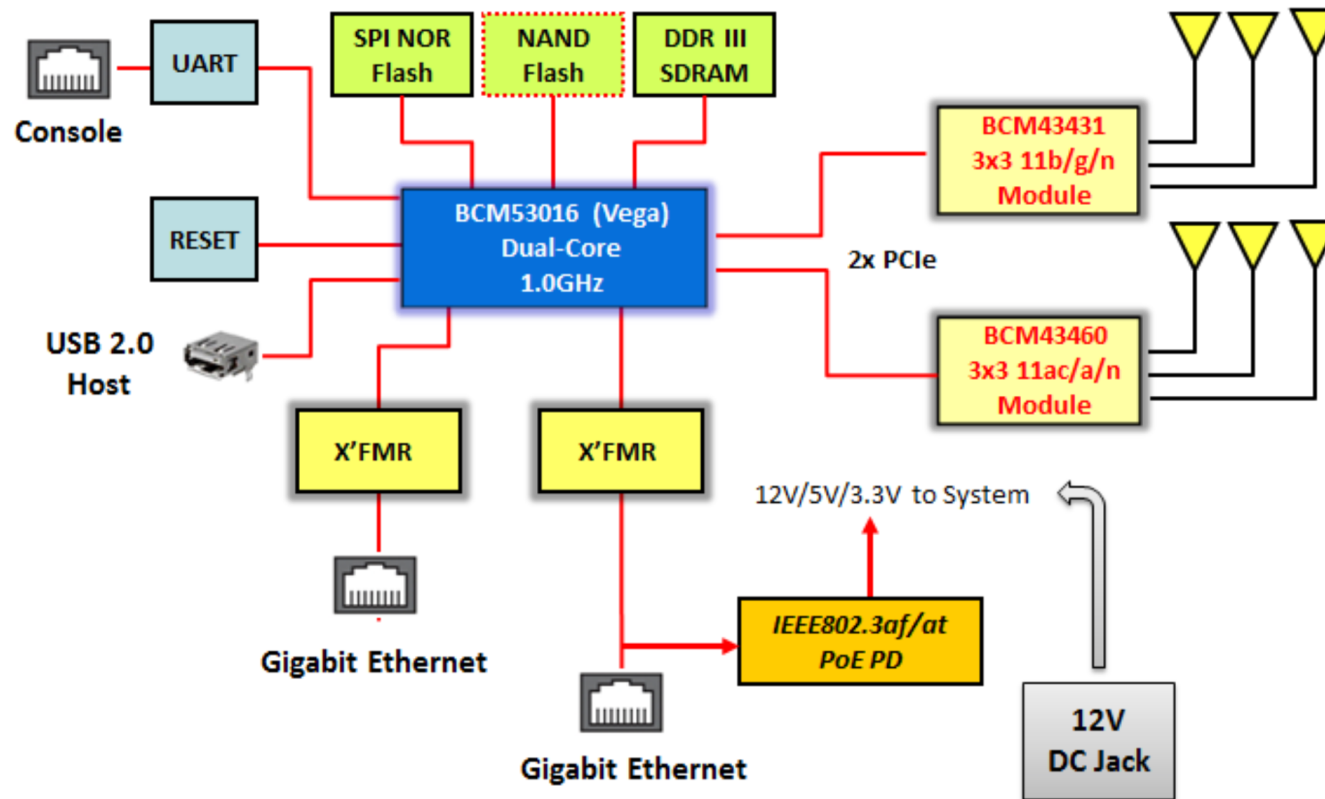 SPI NOR
Flash
NAND
Flash
DDR III
SDRAM
UART
Console
BCM43431
3x3 11b/g/n
Module
RESET
BCM53016 (Vega)
Dual-Core
1.0GHz
2x PCIe
USB 2.0
Host
BCM43460
3x3 11ac/a/n
Module
X'FMR
X'FMR
12V/5V/3.3V to System
IEEE802.3af/at
PoE PD
Gigabit Ethernet
Gigabit Ethernet
12V
DC Jack